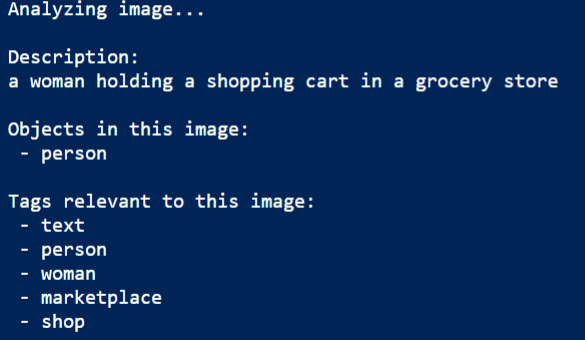 Analyzing image...
Description:
a woman holding a shopping cart in a grocery store
Objects in this image:
- person
Tags relevant to this image:
- text
- person
- woman
- marketplace
- shop